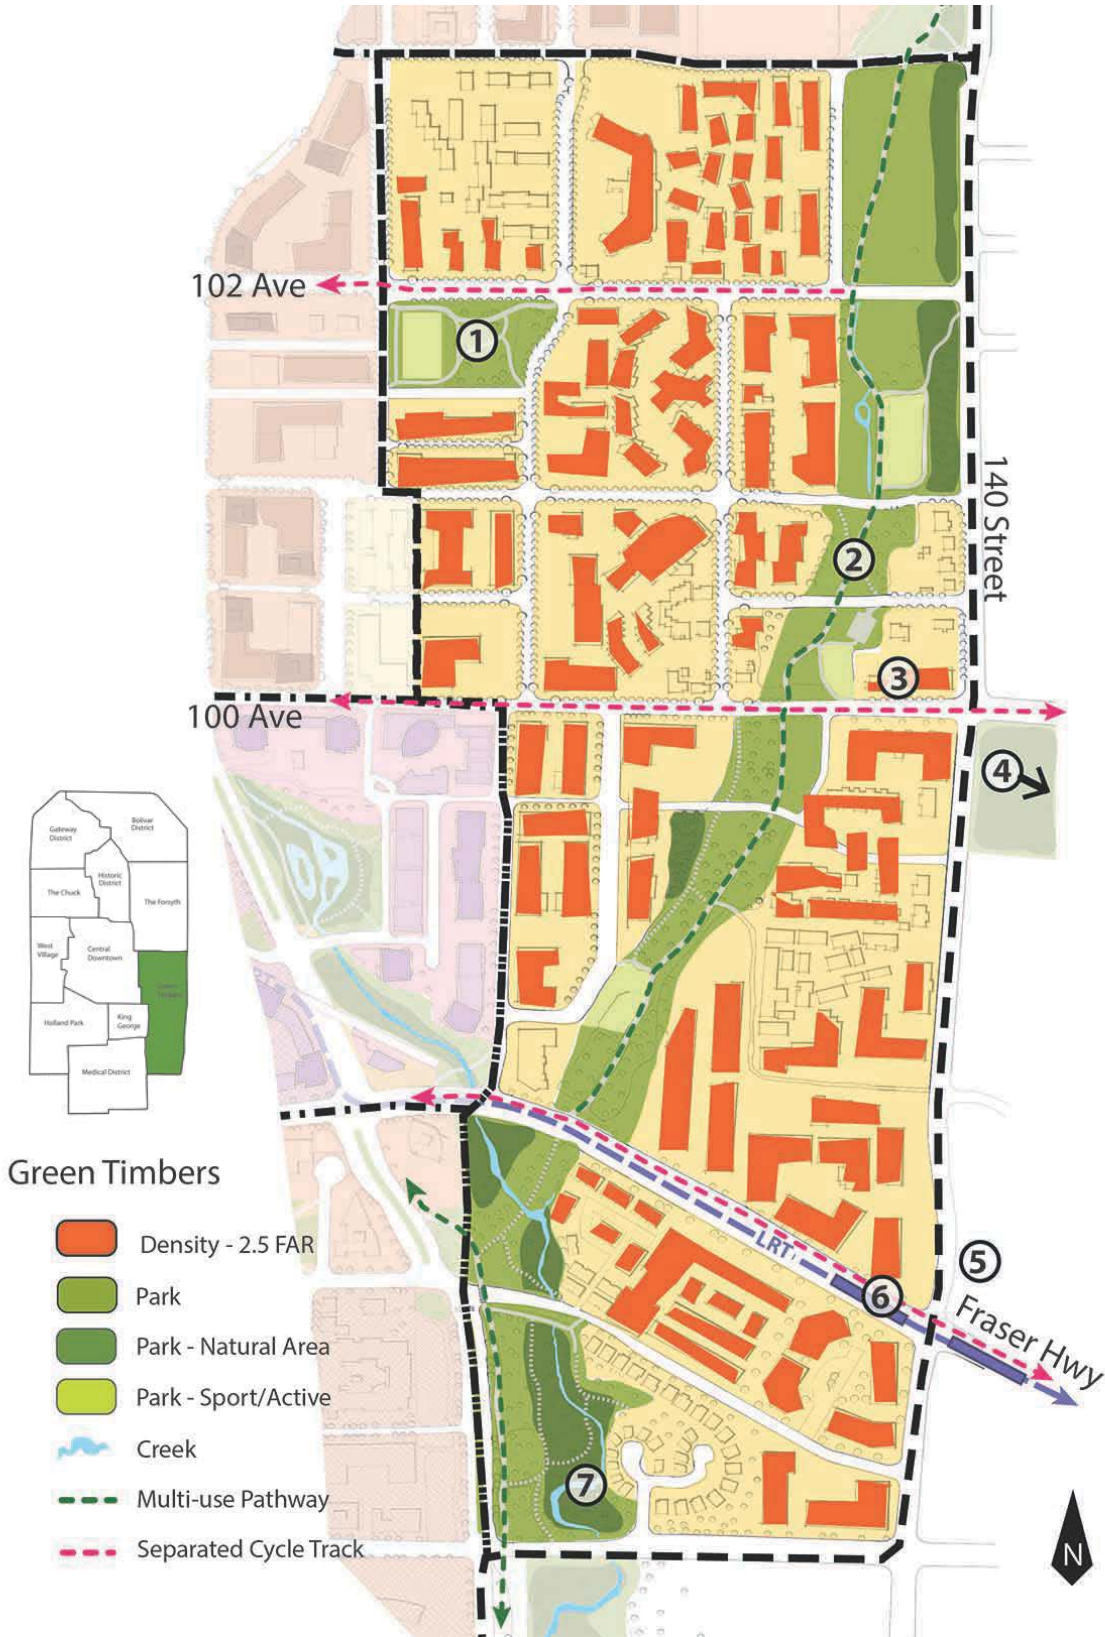 102 Ave
1
140 Street
2
3
100 Ave
4
Gateway
District
Bolivar
District
Historic
District
The Chuck
The Forsyth
West
Village
Central
Downtown
Green
Timbers
Holland Park
King
George
Medical District
LRT
5
6
Fraser Hwy
7
Green Timbers
Density - 2.5 FAR
Park
Park - Natural Area
Park - Sport/Active
Creek
Multi-use Pathway
Separated Cycle Track
N